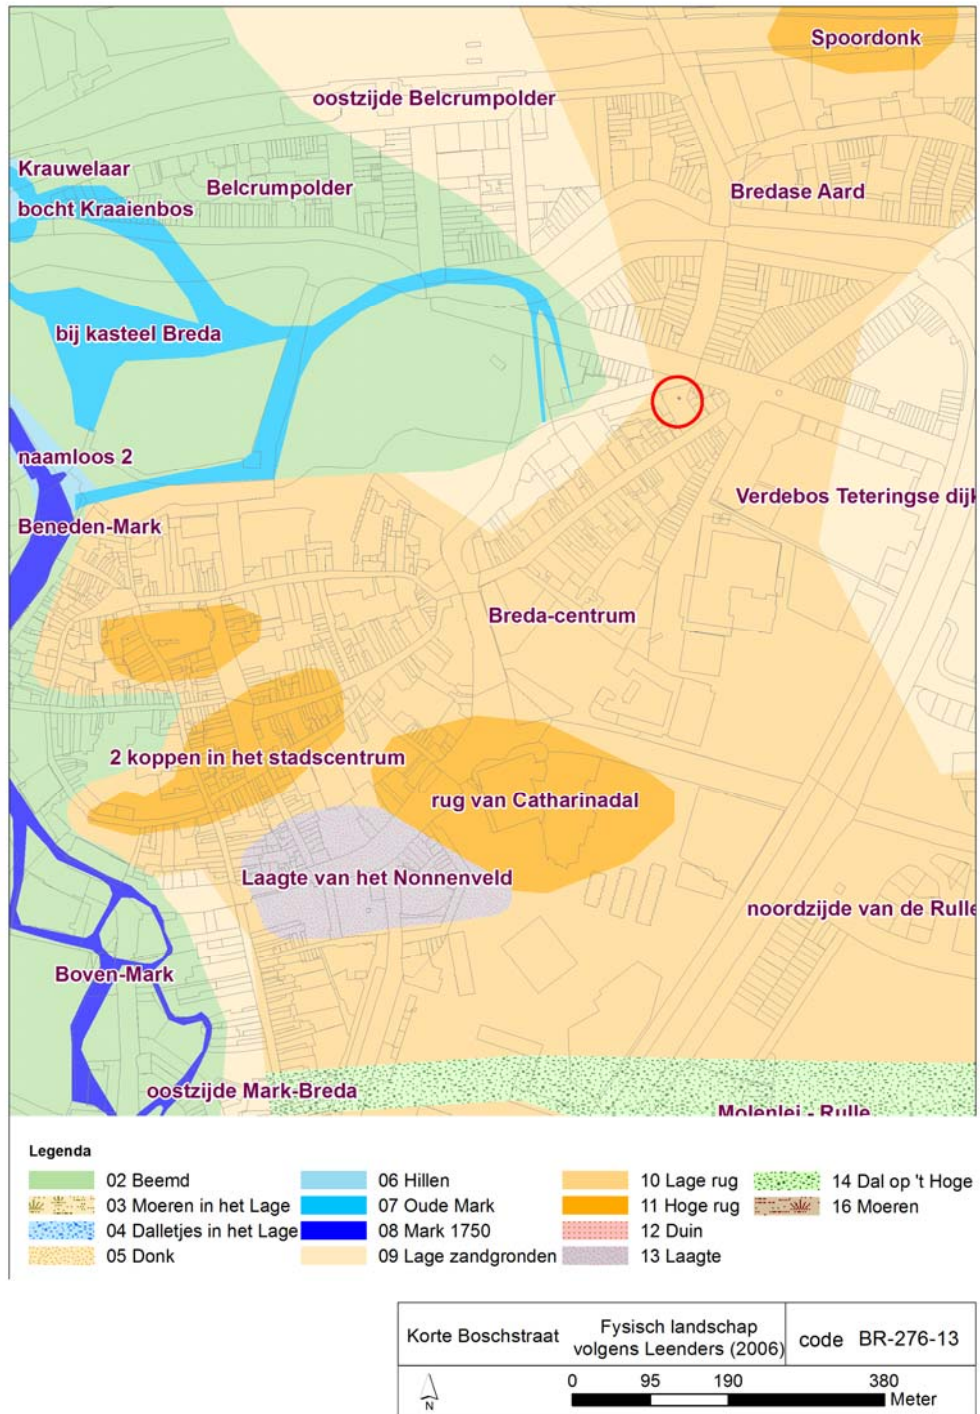 Spoordonk
oostzijde Belcrumpolder
Krauwelaar
Belcrumpolder
Bredase Aard
bocht Kraaienbos
bij kasteel Breda
naamloos 2
Verdebos Teteringse dijk
Beneden-Mark
Breda-centrum
2 koppen in het stadscentrum
rug van Catharinadal
Laagte van het Nonnenveld
noordzijde van de Rulle
Boven-Mark
oostzijde Mark-Breda
Molenlei - Rulle
Legenda
02 Beemd
03 Moeren in het Lage
04 Dalletjes in het Lage
05 Donk
06 Hillen
07 Oude Mark
08 Mark 1750
09 Lage zandgronden
10 Lage rug
11 Hoge rug
12 Duin
13 Laagte
14 Dal op 't Hoge
16 Moeren
Korte Boschstraat
Fysisch landschap
volgens Leenders (2006)
code BR-276-13
N
0 95 190 380
Meter